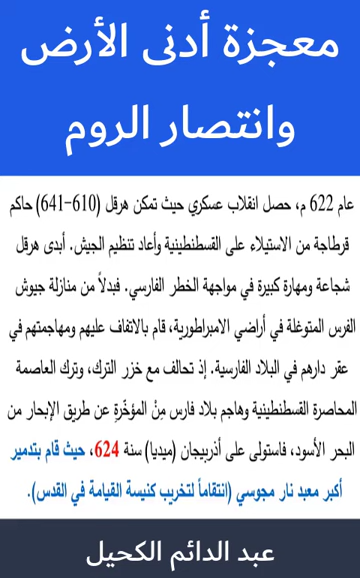 معجزة أدنى الأرض
وانتصار الروم
عام 622 م، حصل انقلاب عسكري حيث تمكن هرقل (610-641) حاكم
قرطاجة من الاستيلاء على القسطنطينية وأعاد تنظيم الجيش. أبدى هرقل
شجاعة ومهارة كبيرة في مواجهة الخطر الفارسي. فبدلاً من منازلة جيوش
الفرس المتوغلة في أراضي الامبراطورية، قام بالاتفاف عليهم ومهاجمتهم في
عقر دارهم في البلاد الفارسية. إذ تحالف مع خزر الترك، وترك العاصمة
المحاصرة القسطنطينية وهاجم بلاد فارس مِنْ المؤخّرةِ عن طريق الإبحار من
البحر الأسود، فاستولى على أذربيجان (ميديا) سنة 624، حيث قام بتدمير
أكبر معبد نار مجوسي (انتقاماً لتخريب كنيسة القيامة في القدس).
عبد الدائم الكحيل